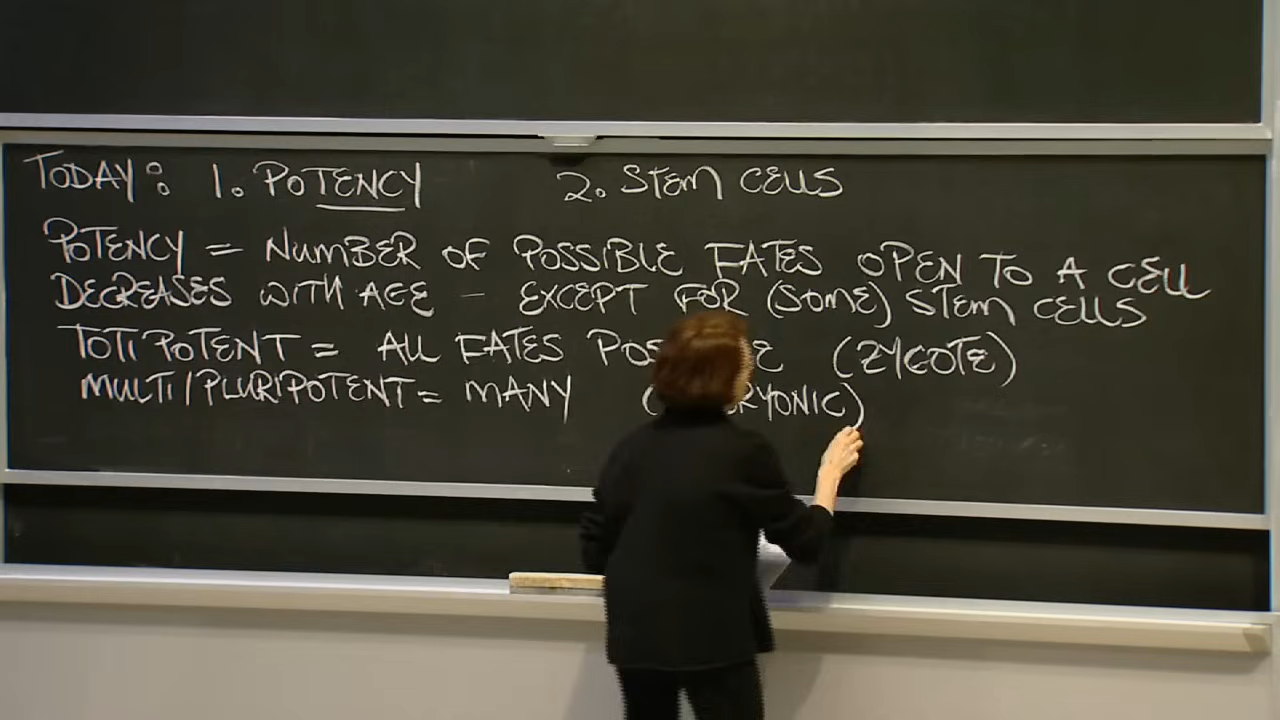 TODAY: 1. POTENCY 2. STEM CELLS
POTENCY = NUMBER OF POSSIBLE FATES OPEN TO A CELL
DECREASES WITH AGE - EXCEPT FOR (SOME) STEM CELLS
TOTIPOTENT = ALL FATES (ZYGOTE)
MULTI/PLURIPOTENT = MANY